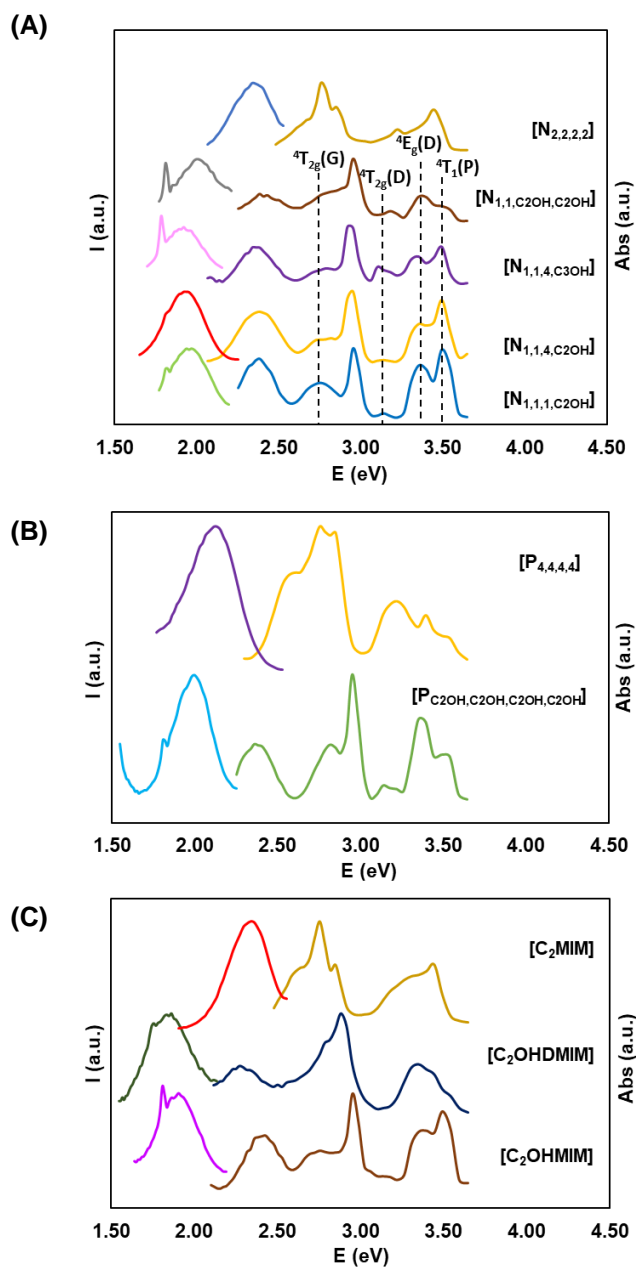 (A)
[N2,2,2,2]
4Eg(D)
4T2g(G)
4T2g(D)
4T1(P)
[N1,1,C2OH,C2OH]
[N1,1,4,C3OH]
[N1,1,4,C2OH]
[N1,1,1,C2OH]
I (a.u.)
Abs (a.u.)
1.50 2.00 2.50 3.00 3.50 4.00 4.50
E (eV)
(B)
[P4,4,4,4]
[PC2OH,C2OH,C2OH,C2OH]
I (a.u.)
Abs (a.u.)
1.50 2.00 2.50 3.00 3.50 4.00 4.50
E (eV)
(C)
[C2MIM]
[C2OHDMIM]
[C2OHMIM]
I (a.u.)
Abs (a.u.)
1.50 2.00 2.50 3.00 3.50 4.00 4.50
E (eV)